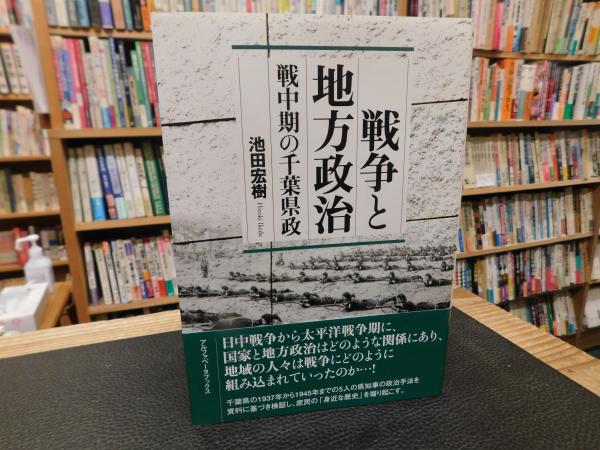 戦争と
地方政治
戦中期の千葉県政
池田宏樹
Hiroki Ikeda
日中戦争から太平洋戦争期に、
国家と地方政治はどのような関係にあり、
地域の人々は戦争にどのように
組み込まれていったのか…!
千葉県の1937年から1945年までの5人の県知事の政治手法を
資料に基づき検証し、庶民の「身近な歴史」を掘り起こす。
アルファベータブックス